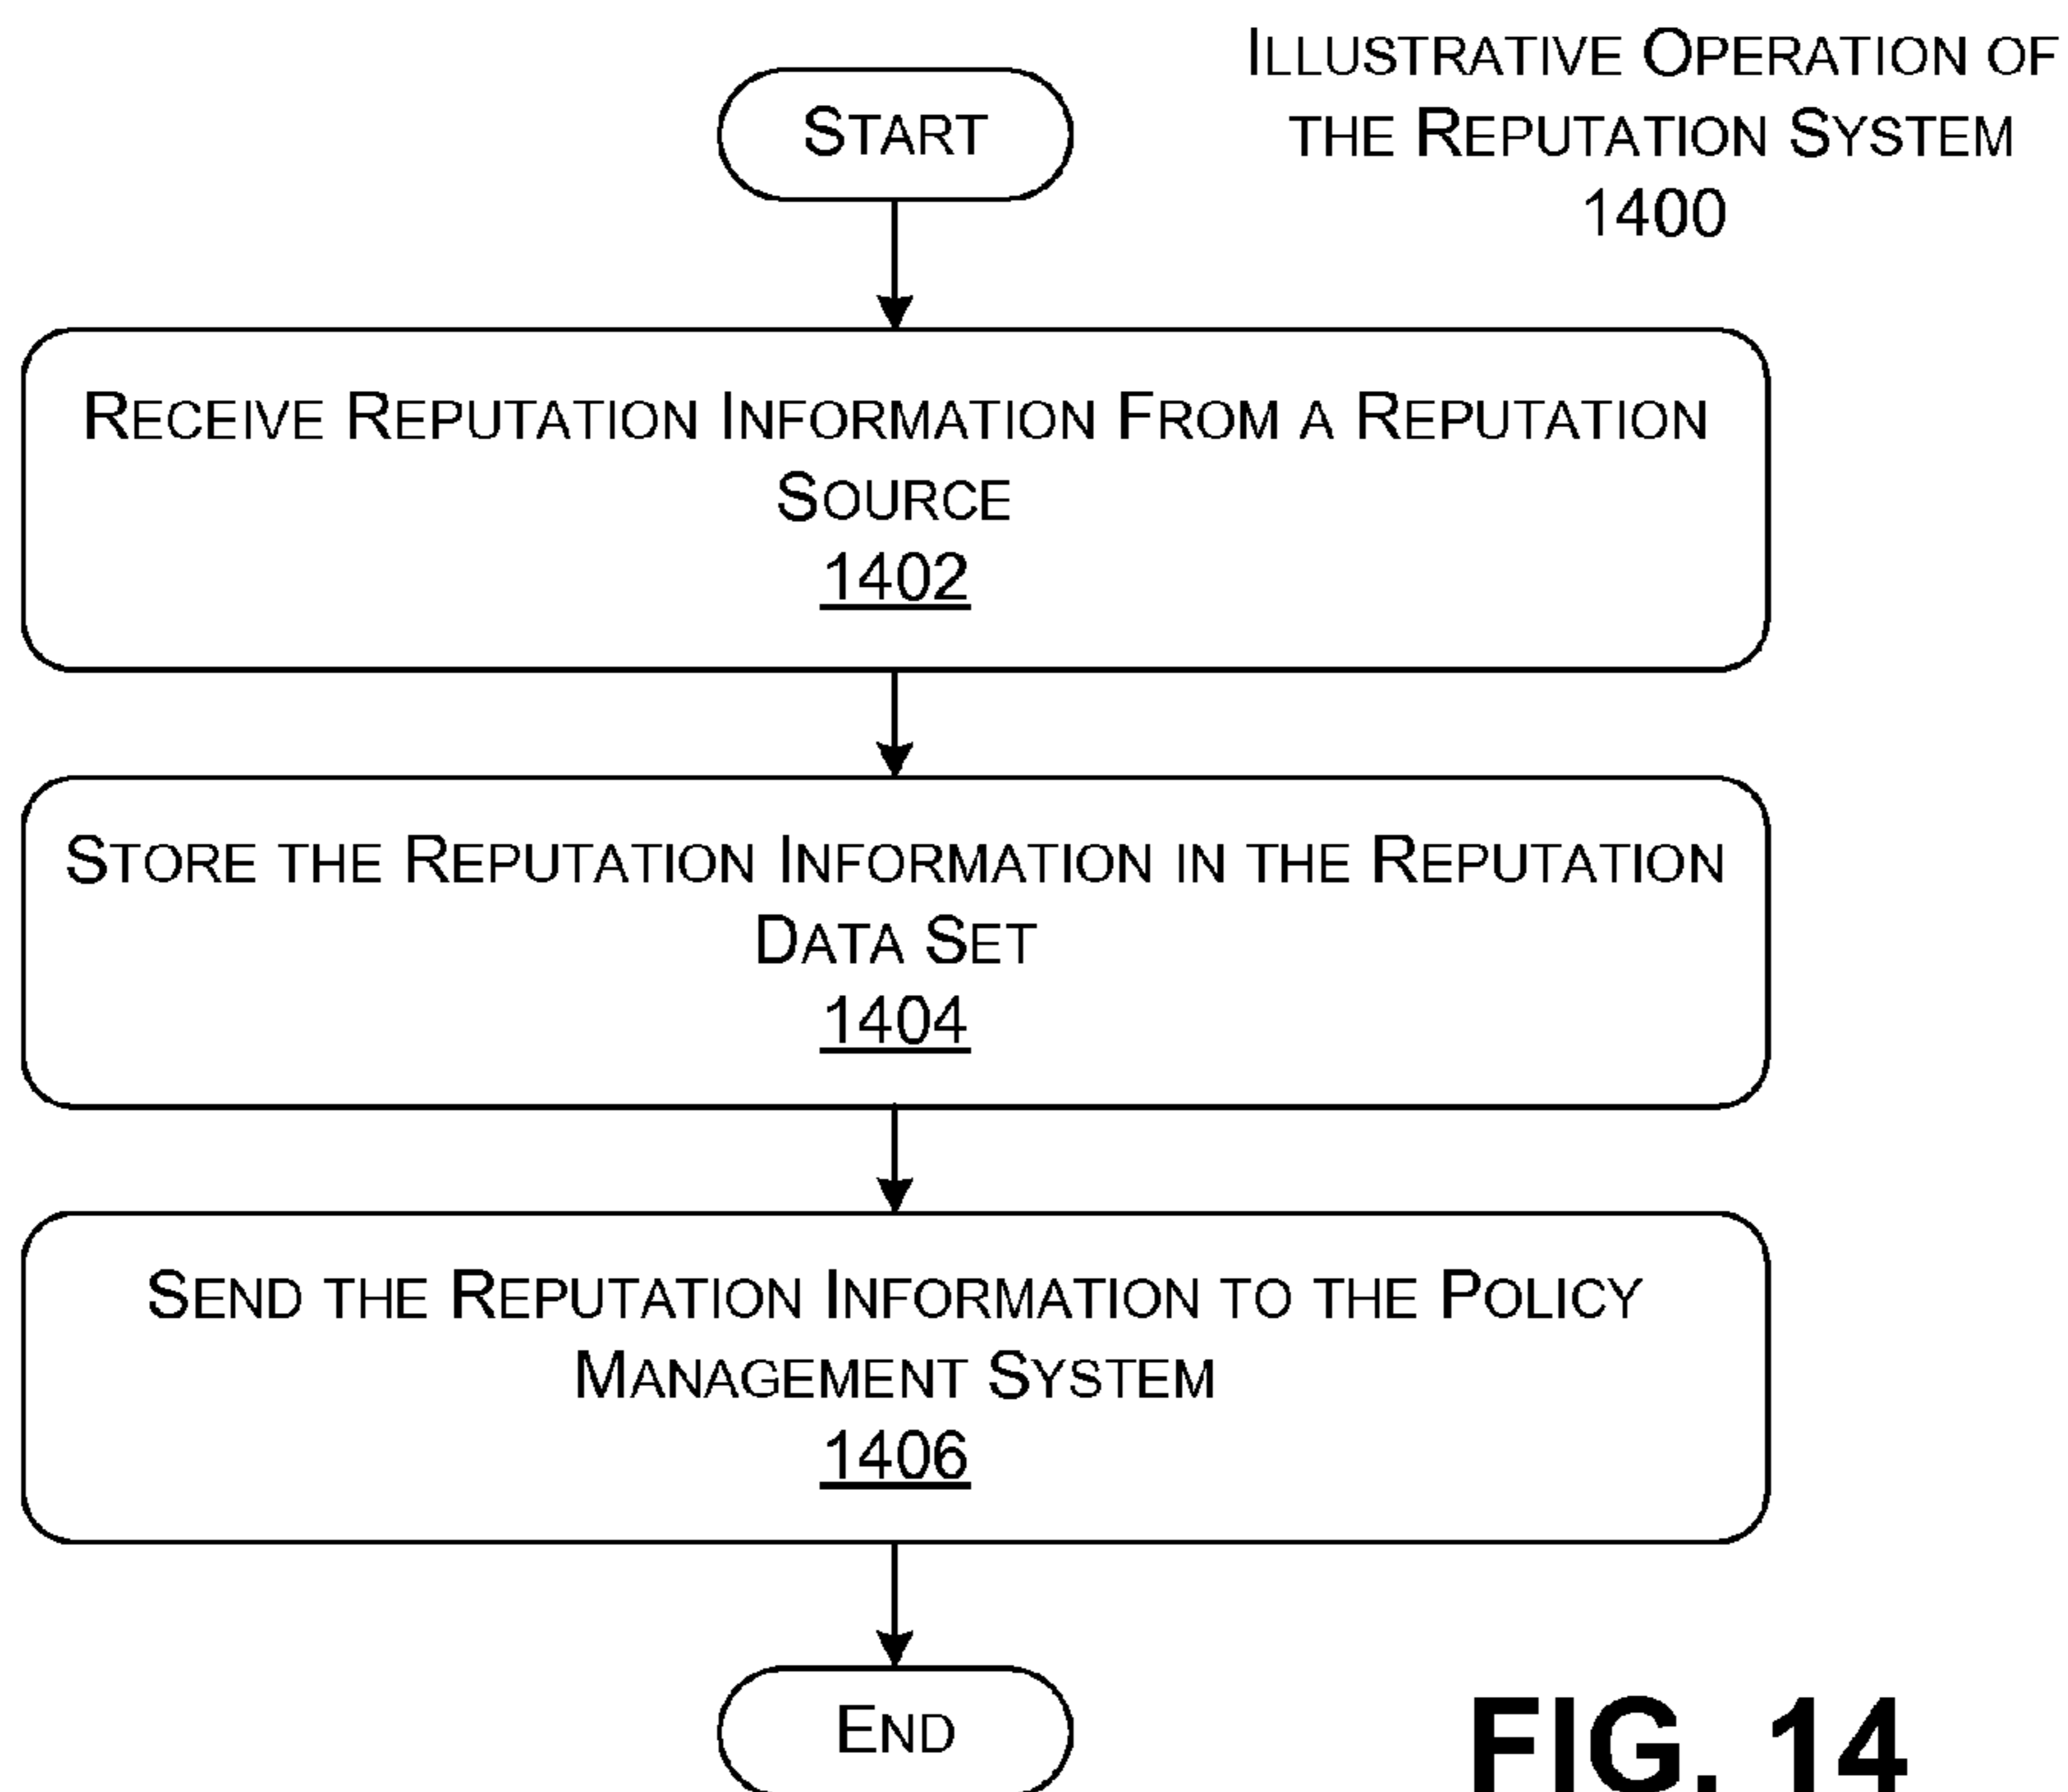 ILLUSTRATIVE OPERATION OF
THE REPUTATION SYSTEM
1400
START
RECEIVE REPUTATION INFORMATION FROM A REPUTATION
SOURCE
1402
STORE THE REPUTATION INFORMATION IN THE REPUTATION
DATA SET
1404
SEND THE REPUTATION INFORMATION TO THE POLICY
MANAGEMENT SYSTEM
1406
END
FIG. 14